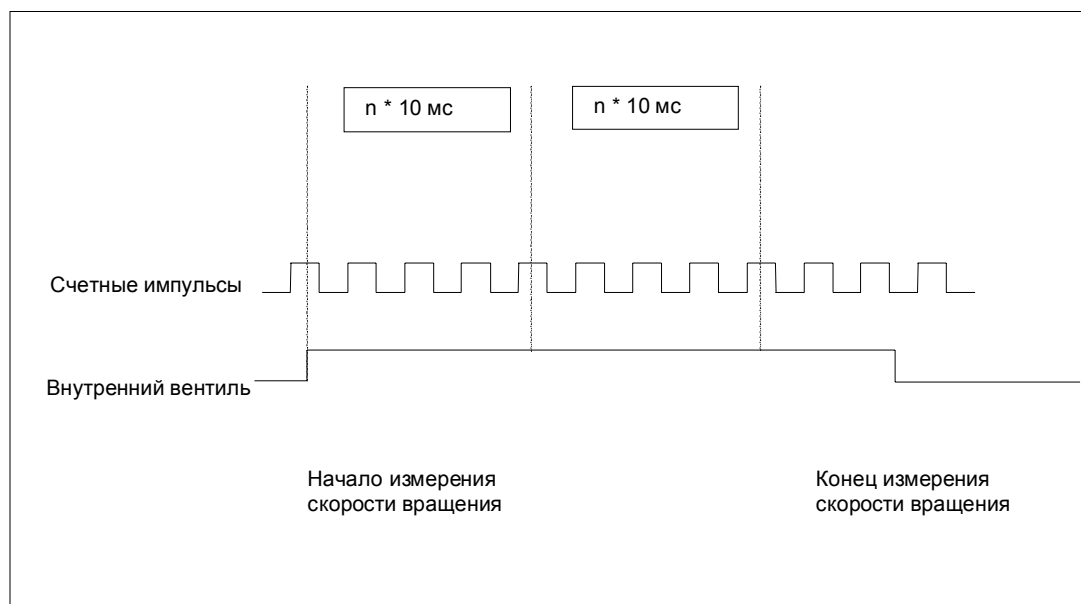 n * 10 мс
n * 10 мс
Счетные импульсы
Внутренний вентиль
Начало измерения
скорости вращения
Конец измерения
скорости вращения